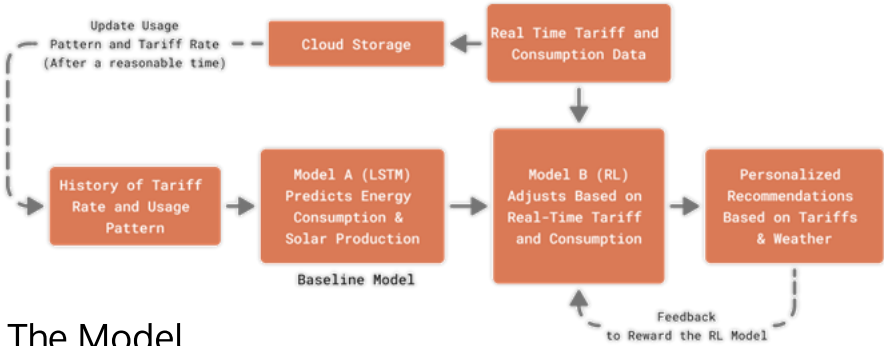 Update Usage
Pattern and Tariff Rate
(After a reasonable time)
Cloud Storage
Real Time Tariff and
Consumption Data
History of Tariff
Rate and Usage
Pattern
Model A (LSTM)
Predicts Energy
Consumption &
Solar Production
Baseline Model
Model B (RL)
Adjusts Based on
Real-Time Tariff
and Consumption
Personalized
Recommendations
Based on Tariffs
& Weather
Feedback
to Reward the RL Model
The Model